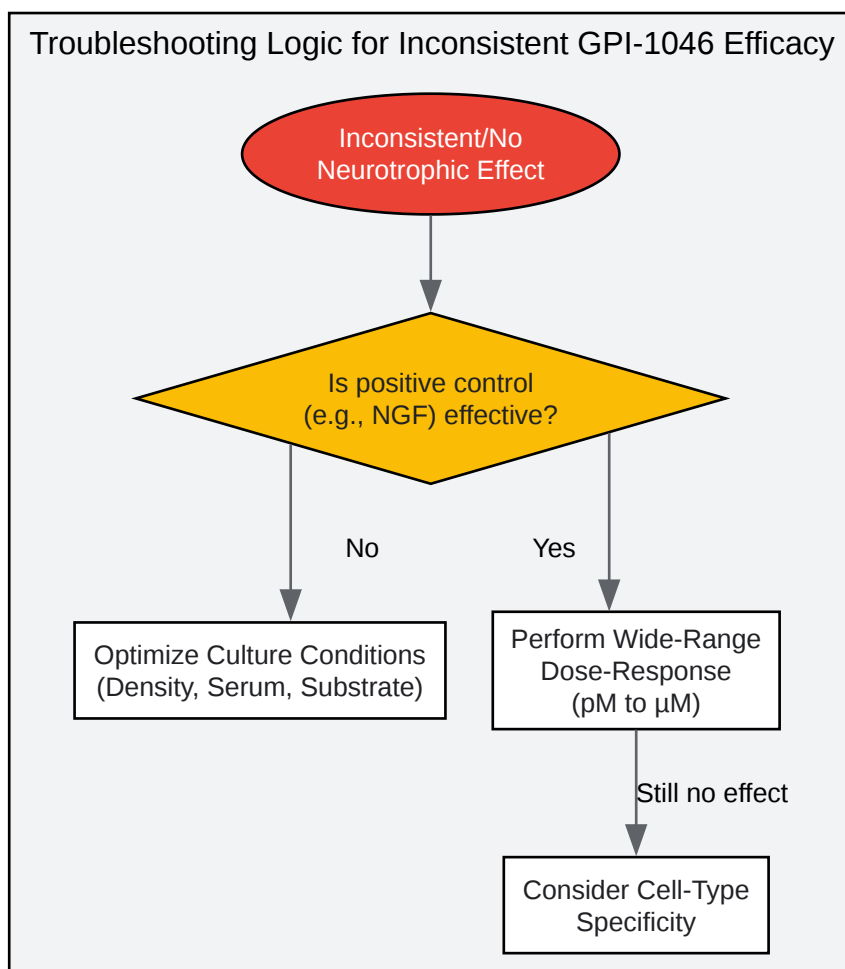 Troubleshooting Logic for Inconsistent GPI-1046 Efficacy
Inconsistent/No
Neurotrophic Effect
Is positive control
(e.g., NGF) effective?
No
Yes
Optimize Culture Conditions
(Density, Serum, Substrate)
Perform Wide-Range
Dose-Response
(pM to µM)
Still no effect
Consider Cell-Type
Specificity